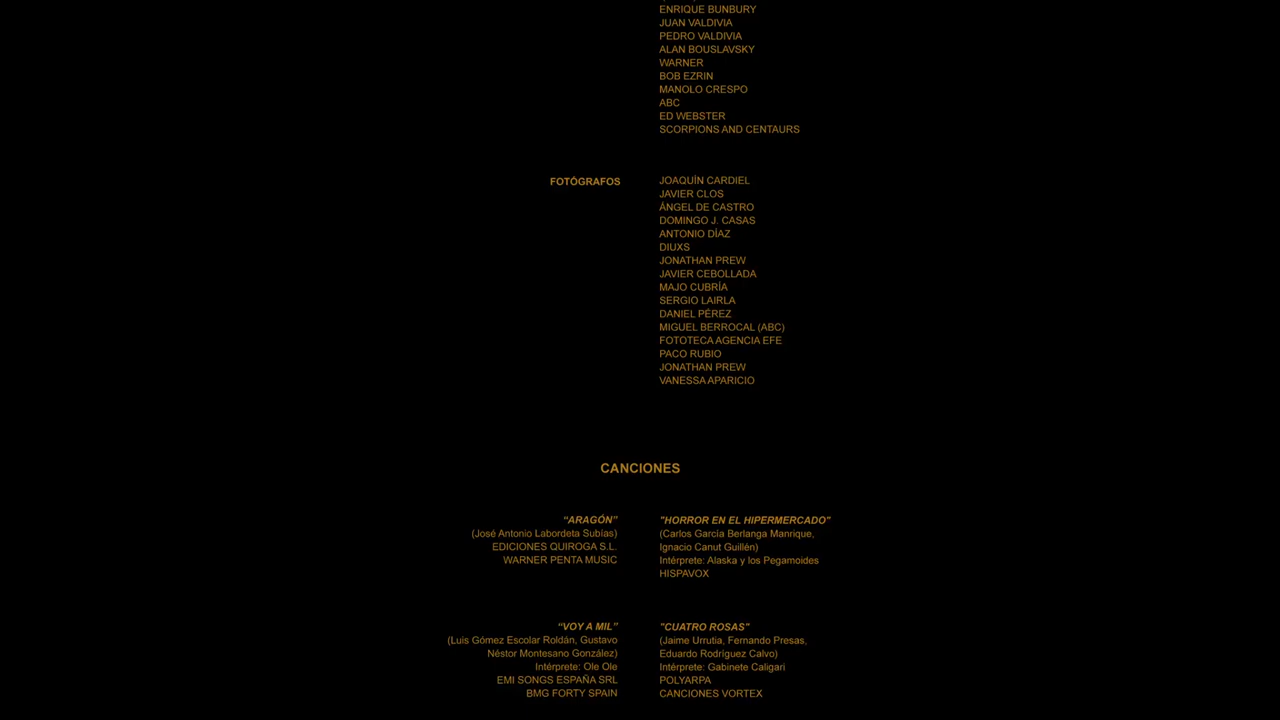 ENRIQUE BUNBURY
JUAN VALDIVIA
PEDRO VALDIVIA
ALAN BOUSLAVSKY
WARNER
BOB EZRIN
MANOLO CRESPO
ABC
ED WEBSTER
SCORPIONS AND CENTAURS
FOTÓGRAFOS
JOAQUÍN CARDIEL
JAVIER CLOS
ÁNGEL DE CASTRO
DOMINGO J. CASAS
ANTONIO DÍAZ
DIUXS
JONATHAN PREW
JAVIER CEBOLLADA
MAJO CUBRÍA
SERGIO LAIRLA
DANIEL PÉREZ
MIGUEL BERROCAL (ABC)
FOTOTECA AGENCIA EFE
PACO RUBIO
JONATHAN PREW
VANESSA APARICIO
CANCIONES
“ARAGÓN”
(José Antonio Labordeta Subías)
EDICIONES QUIROGA S.L.
WARNER PENTA MUSIC
"HORROR EN EL HIPERMERCADO"
(Carlos García Berlanga Manrique,
Ignacio Canut Guillén)
Intérprete: Alaska y los Pegamoides
HISPAVOX
“VOY A MIL”
(Luis Gómez Escolar Roldán, Gustavo
Néstor Montesano González)
Intérprete: Ole Ole
EMI SONGS ESPAÑA SRL
BMG FORTY SPAIN
"CUATRO ROSAS"
(Jaime Urrutia, Fernando Presas,
Eduardo Rodríguez Calvo)
Intérprete: Gabinete Caligari
POLYARPA
CANCIONES VORTEX